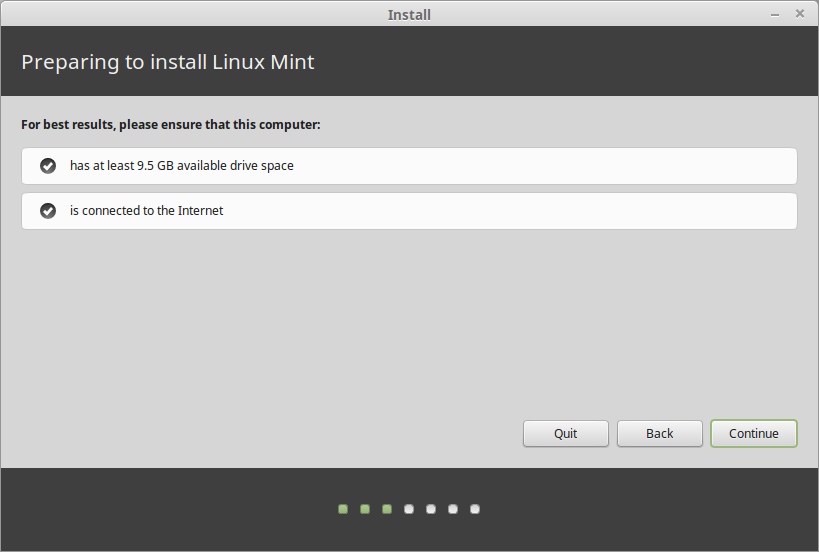 Install
Preparing to install Linux Mint
For best results, please ensure that this computer:
has at least 9.5 GB available drive space
is connected to the Internet
Quit
Back
Continue